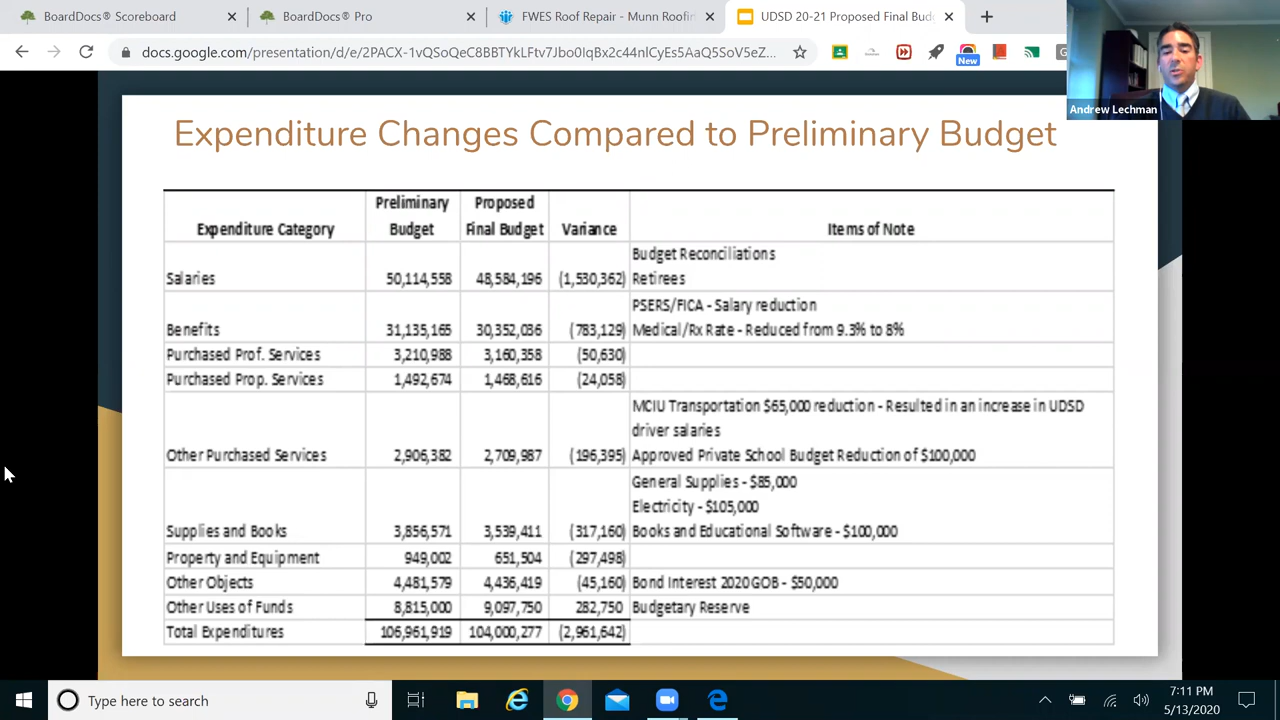 BoardDocs® Scoreboard
BoardDocs® Pro
FWES Roof Repair - Munn Roofin
UDSD 20-21 Proposed Final Budg
docs.google.com/presentation/d/e/2PACX-1vQSoQeC8BTYkLFtv7Jbo0IqBx2c44nICyEs5AaQ5SoV5eZ...
New
Andrew Lechman
Expenditure Changes Compared to Preliminary Budget
Expenditure Category Preliminary Budget Proposed Final Budget Variance Items of Note
Budget Reconciliations
Salaries 50,114,558 48,584,196 (1,530,362) Retirees
PSERS/FICA - Salary reduction
Benefits 31,135,165 30,352,036 (783,129) Medical/Rx Rate - Reduced from 9.3% to 8%
Purchased Prof. Services 3,210,988 3,160,358 (50,630)
Purchased Prop. Services 1,492,674 1,468,616 (24,058)
MCIU Transportation $65,000 reduction - Resulted in an increase in UDSD
driver salaries
Other Purchased Services 2,906,382 2,709,987 (196,395) Approved Private School Budget Reduction of $100,000
General Supplies - $85,000
Electricity - $105,000
Supplies and Books 3,856,571 3,539,411 (317,160) Books and Educational Software - $100,000
Property and Equipment 949,002 651,504 (297,498)
Other Objects 4,481,579 4,436,419 (45,160) Bond Interest 2020 GOB - $50,000
Other Uses of Funds 8,815,000 9,097,750 282,750 Budgetary Reserve
Total Expenditures 106,961,919 104,000,277 (2,961,642)
Type here to search
7:11 PM
5/13/2020